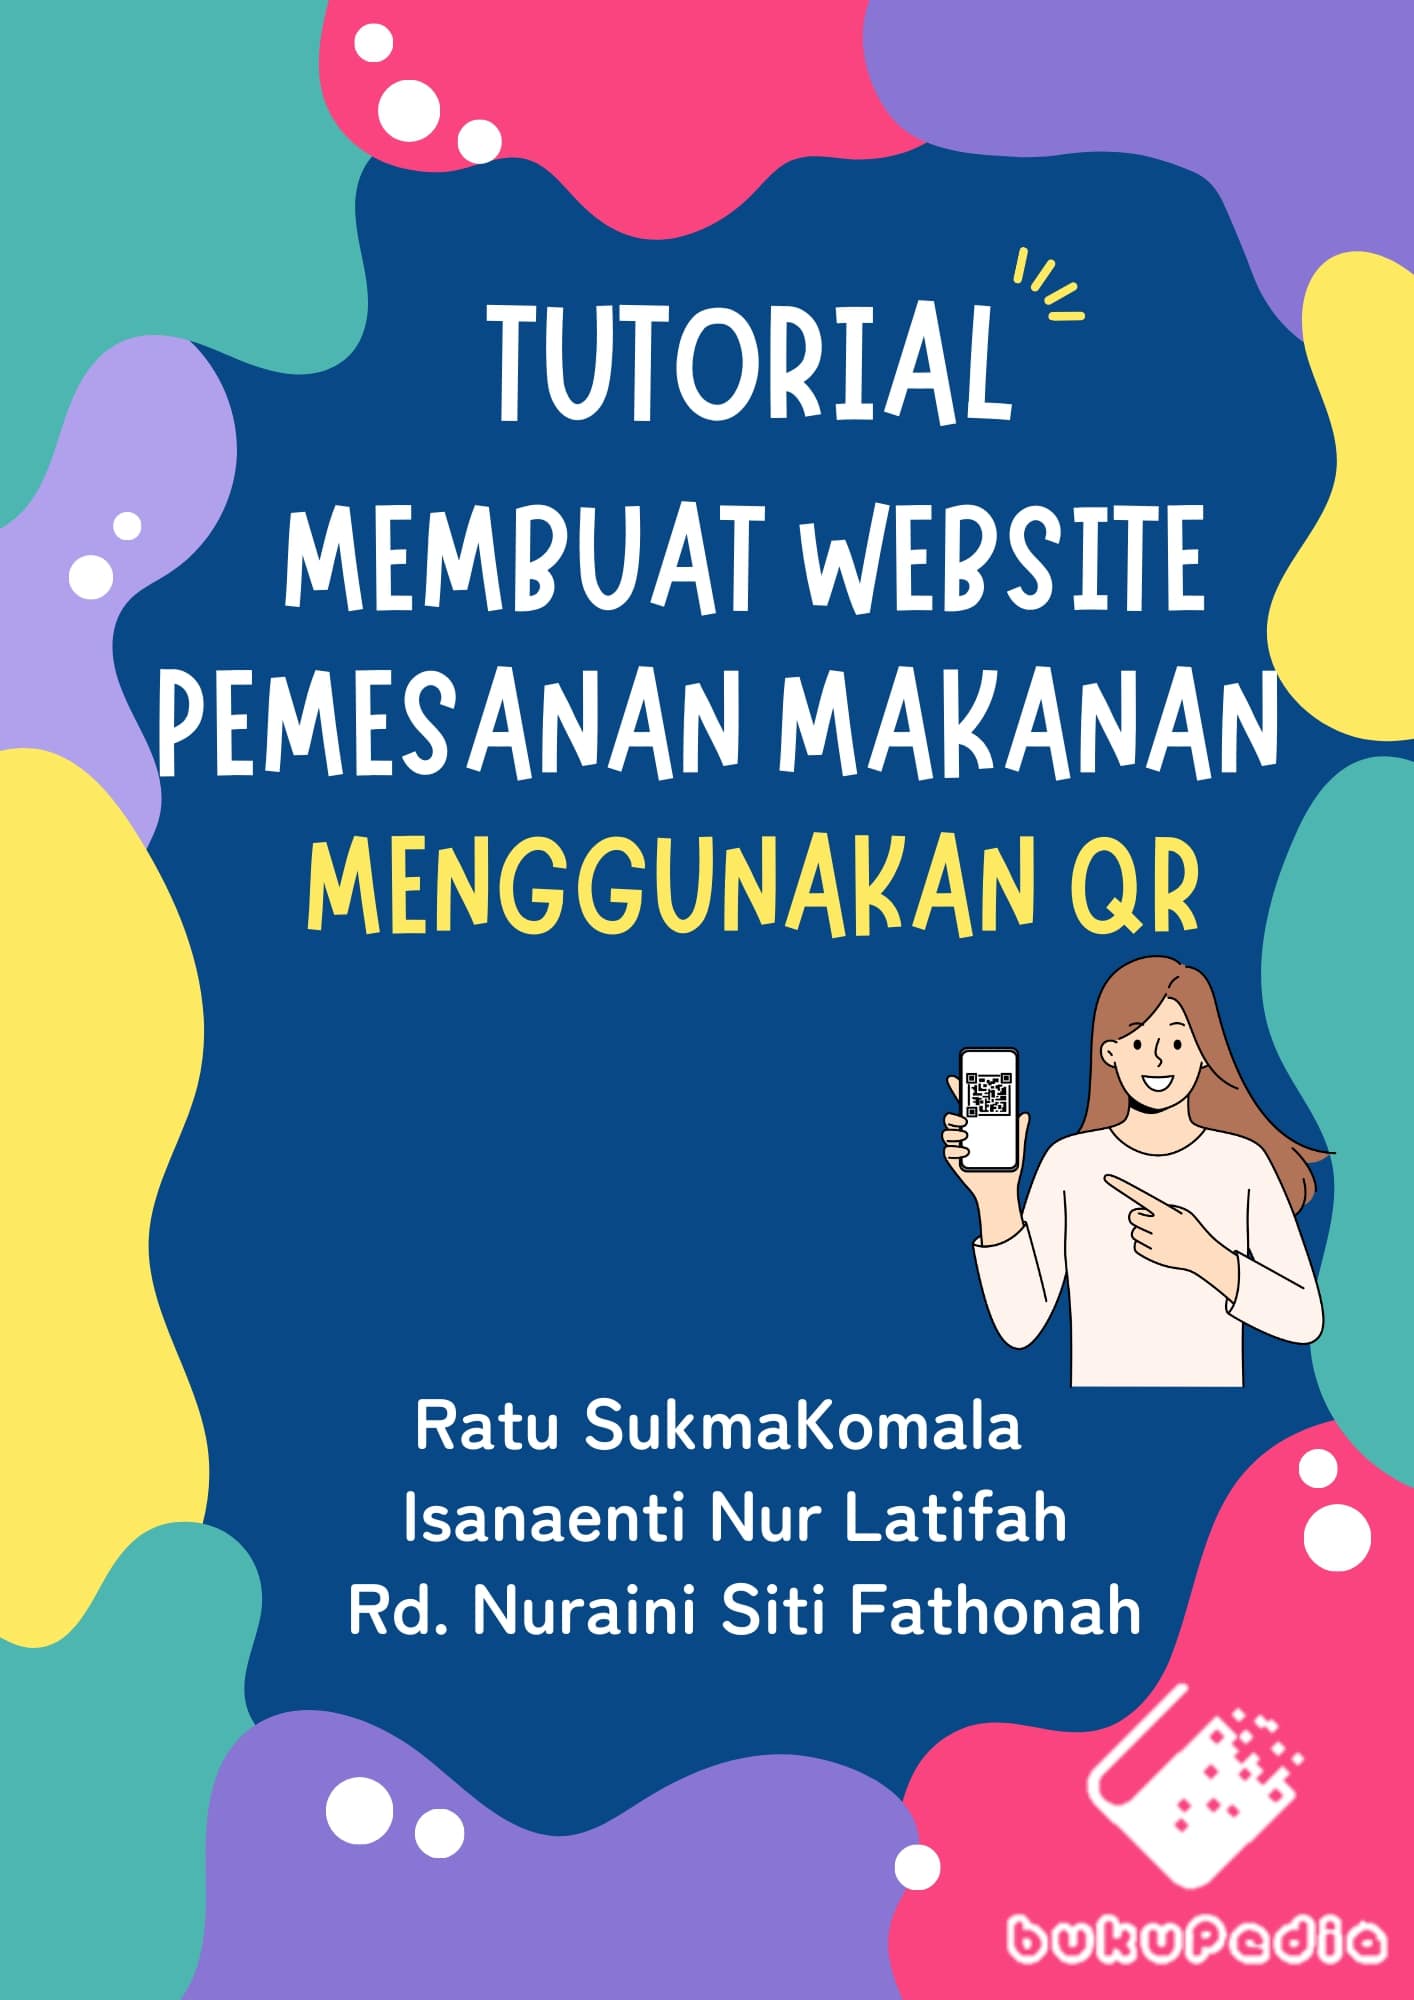 TUTORIAL
MEMBUAT WEBSITE
PEMESANAN MAKANAN
MENGGUNAKAN QR
Ratu SukmaKomala
Isanaenti Nur Latifah
Rd. Nuraini Siti Fathonah
bukuPedia